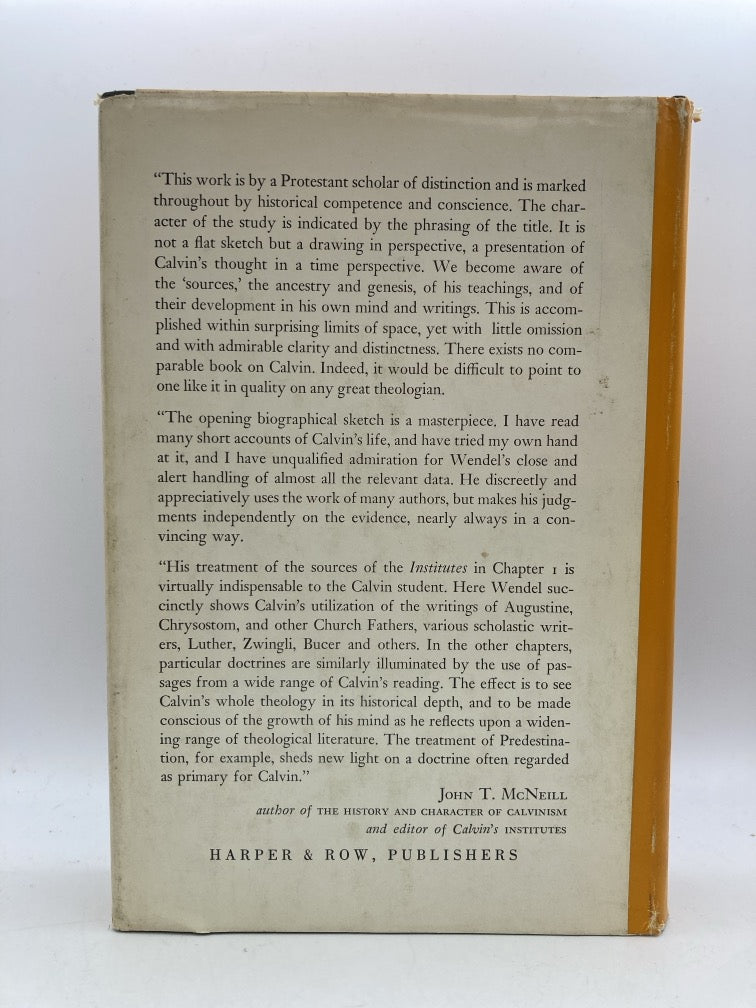 “This work is by a Protestant scholar of distinction and is marked
throughout by historical competence and conscience. The char-
acter of the study is indicated by the phrasing of the title. It is
not a flat sketch but a drawing in perspective, a presentation of
Calvin’s thought in a time perspective. We become aware of
the ‘sources,’ the ancestry and genesis, of his teachings, and of
their development in his own mind and writings. This is accom-
plished within surprising limits of space, yet with little omission
and with admirable clarity and distinctness. There exists no com-
parable book on Calvin. Indeed, it would be difficult to point to
one like it in quality on any great theologian.
“The opening biographical sketch is a masterpiece. I have read
many short accounts of Calvin’s life, and have tried my own hand
at it, and I have unqualified admiration for Wendel’s close and
alert handling of almost all the relevant data. He discreetly and
appreciatively uses the work of many authors, but makes his judg-
ments independently on the evidence, nearly always in a con-
vincing way.
“His treatment of the sources of the Institutes in Chapter 1 is
virtually indispensable to the Calvin student. Here Wendel suc-
cinctly shows Calvin’s utilization of the writings of Augustine,
Chrysostom, and other Church Fathers, various scholastic writ-
ers, Luther, Zwingli, Bucer and others. In the other chapters,
particular doctrines are similarly illuminated by the use of pas-
sages from a wide range of Calvin’s reading. The effect is to see
Calvin’s whole theology in its historical depth, and to be made
conscious of the growth of his mind as he reflects upon a widen-
ing range of theological literature. The treatment of Predestina-
tion, for example, sheds new light on a doctrine often regarded
as primary for Calvin.”
JOHN T. MCNEILL
author of THE HISTORY AND CHARACTER OF CALVINISM
and editor of Calvin’s INSTITUTES
HARPER & ROW, PUBLISHERS